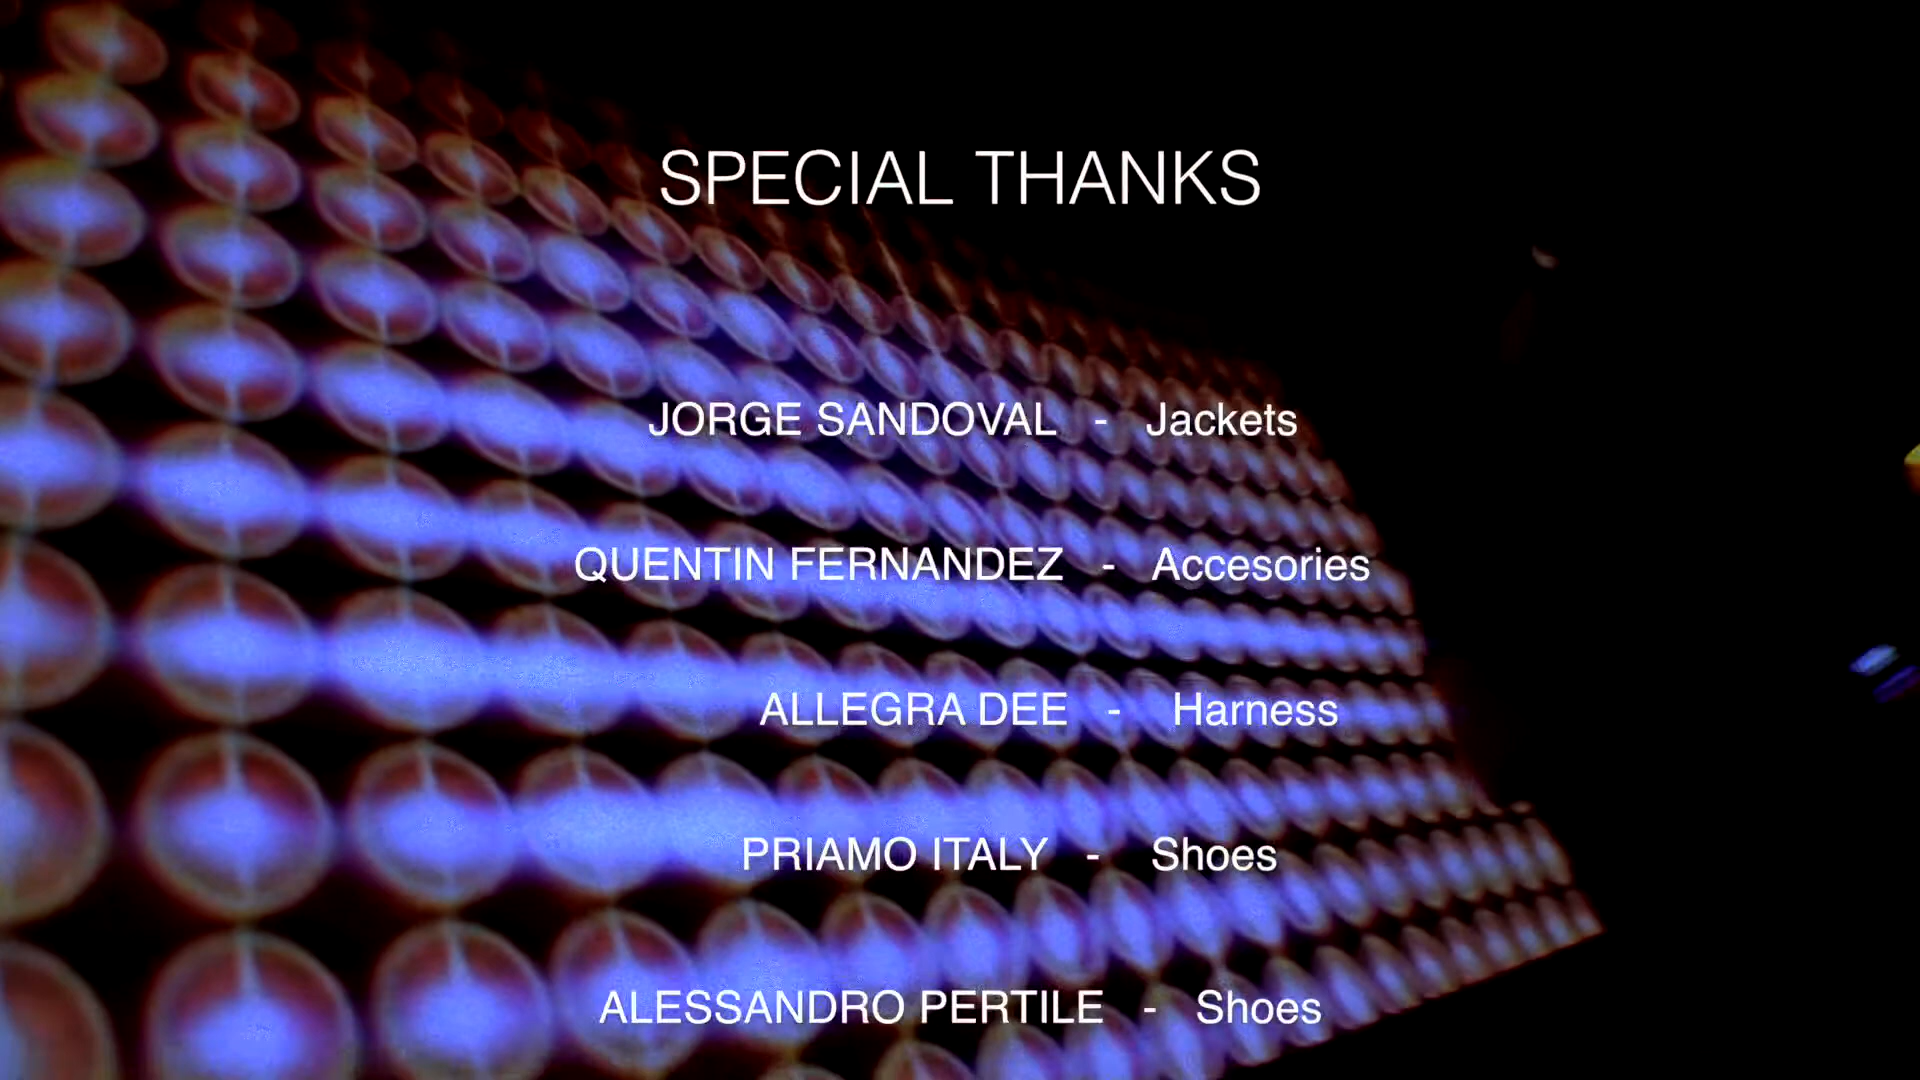 SPECIAL THANKS
JORGE SANDOVAL - Jackets
QUENTIN FERNANDEZ - Accesories
ALLEGRA DEE - Harness
PRIAMO ITALY - Shoes
ALESSANDRO PERTILE - Shoes